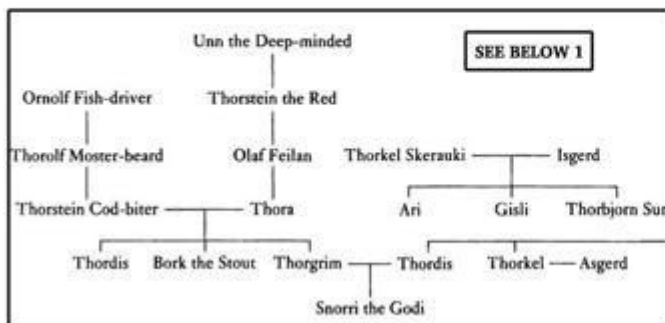 Unn the Deep-minded
SEE BELOW 1
Ornolf Fish-driver Thorstein the Red
Thorolf Moster-beard Olaf Feilan Thorkel Skerauki Isgerd
Thorstein Cod-biter Thora Ari Gisli Thorbjorn Sur
Thordis Bork the Stout Thorgrim Thordis Thorkel Asgerd
Snorri the Godi